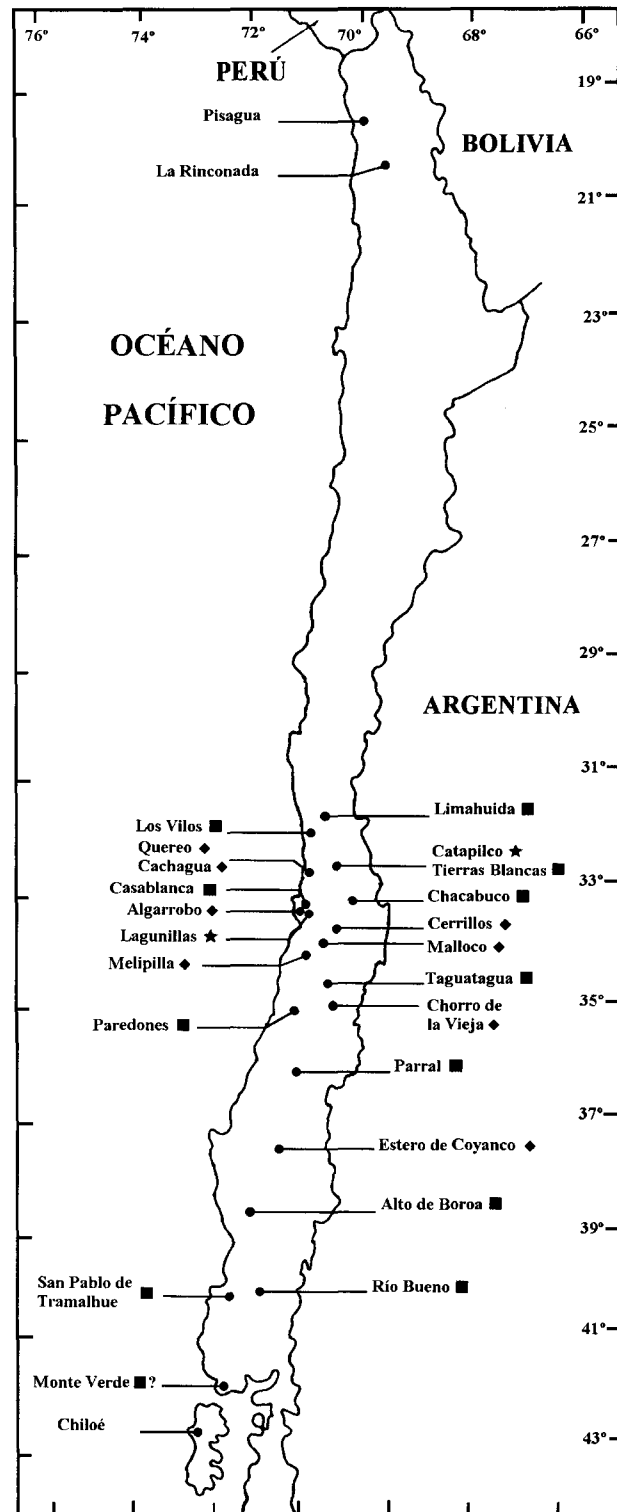 76° 74° 72° 70° 68° 66°
PERÚ
19°
Pisagua
BOLIVIA
La Rinconada
21°
23°
OCÉANO
PACÍFICO
25°
27°
29°
ARGENTINA
31°
Limahuida ■
Los Vilos ■
Quereo ◆
Catapilco ★
Cachagua ◆
Tierras Blancas ■
33°
Casablanca ■
Chacabuco ■
Algarrobo ◆
Cerrillos ◆
Lagunillas ★
Malloco ◆
Melipilla ◆
Taguatagua ■
35°
Chorro de
la Vieja ◆
Paredones ■
Parral ■
37°
Estero de Coyanco ◆
Alto de Boroa ■
39°
San Pablo de
Tramalhue ■
Río Bueno ■
41°
Monte Verde ■ ?
Chiloé
43°